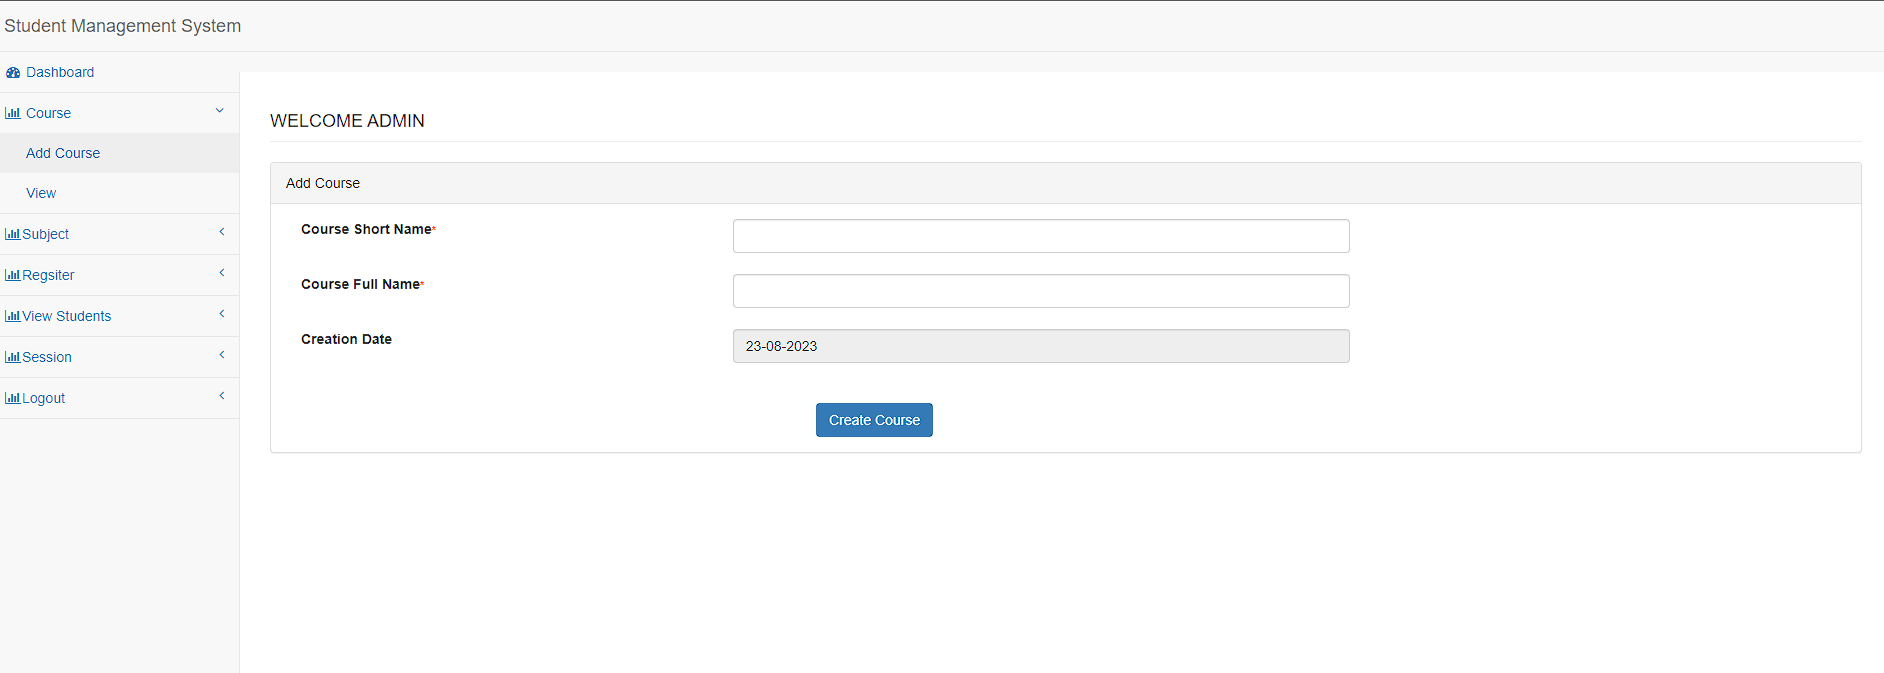 Student Management System
Dashboard
Course
Add Course
View
Subject
Regsiter
View Students
Session
Logout
WELCOME ADMIN
Add Course
Course Short Name*
Course Full Name*
Creation Date
23-08-2023
Create Course